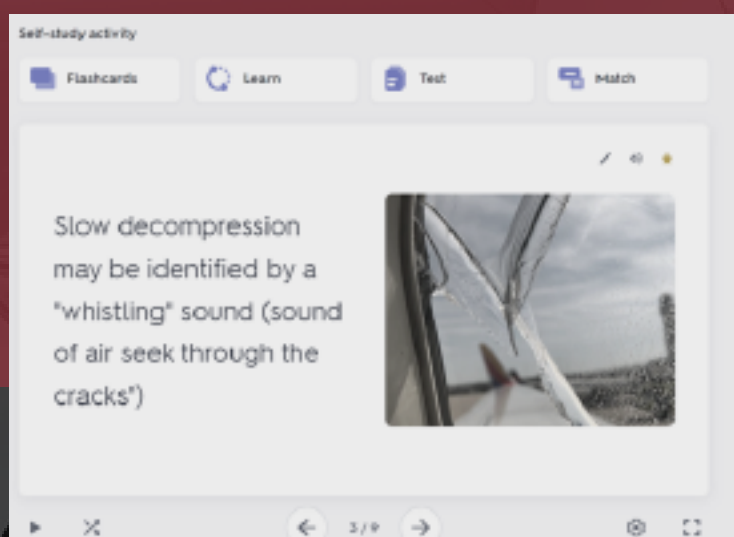 Self-study activity
Flashcards
Learn
Test
Match
Slow decompression
may be identified by a
"whistling" sound (sound
of air seek through the
cracks")
3 / 9